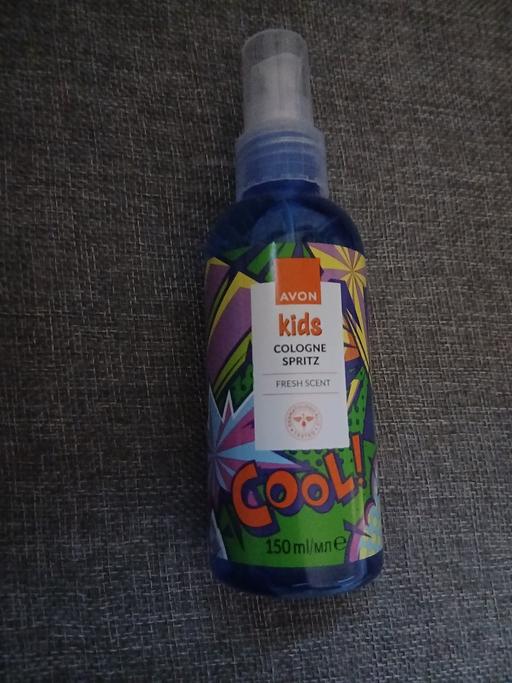 AVON
kids
COLOGNE
SPRITZ
FRESH SCENT
COOL!
150 ml/мл ℮